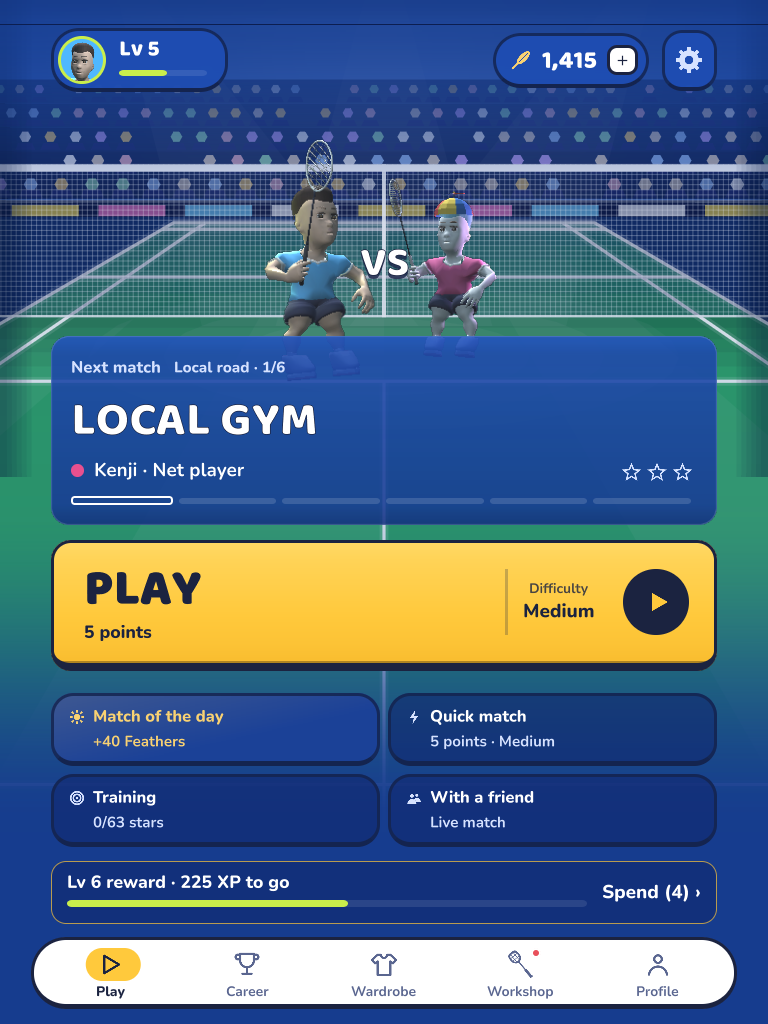 Lv 5
1,415
+
VS
Next match Local road · 1/6
LOCAL GYM
Kenji · Net player
PLAY
5 points
Difficulty
Medium
Match of the day
+40 Feathers
Quick match
5 points · Medium
Training
0/63 stars
With a friend
Live match
Lv 6 reward · 225 XP to go
Spend (4) ›
Play
Career
Wardrobe
Workshop
Profile